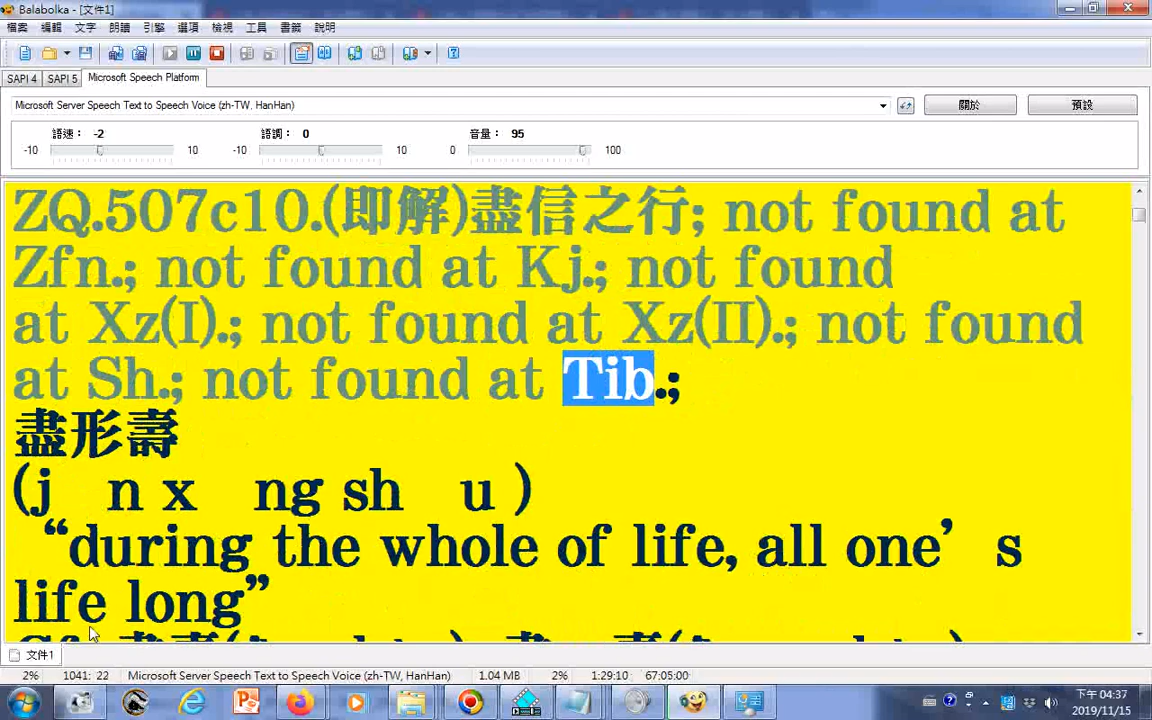 Balabolka - [文件1]
檔案 編輯 文字 朗讀 引擎 選項 檢視 工具 書籤 說明
SAPI 4 SAPI 5 Microsoft Speech Platform
Microsoft Server Speech Text to Speech Voice (zh-TW, HanHan) 關於 預設
語速： -2 語調： 0 音量： 95
-10 10 -10 10 0 100
ZQ.507c10.(即解)盡信之行; not found at
Zfn.; not found at Kj.; not found
at Xz(I).; not found at Xz(II).; not found
at Sh.; not found at Tib.;
盡形壽
(j n x ng sh u )
“during the whole of life, all one’s
life long”
文件1
2% 1041: 22 Microsoft Server Speech Text to Speech Voice (zh-TW, HanHan) 1.04 MB 2% 1:29:10 67:05:00
下午 04:37
2019/11/15